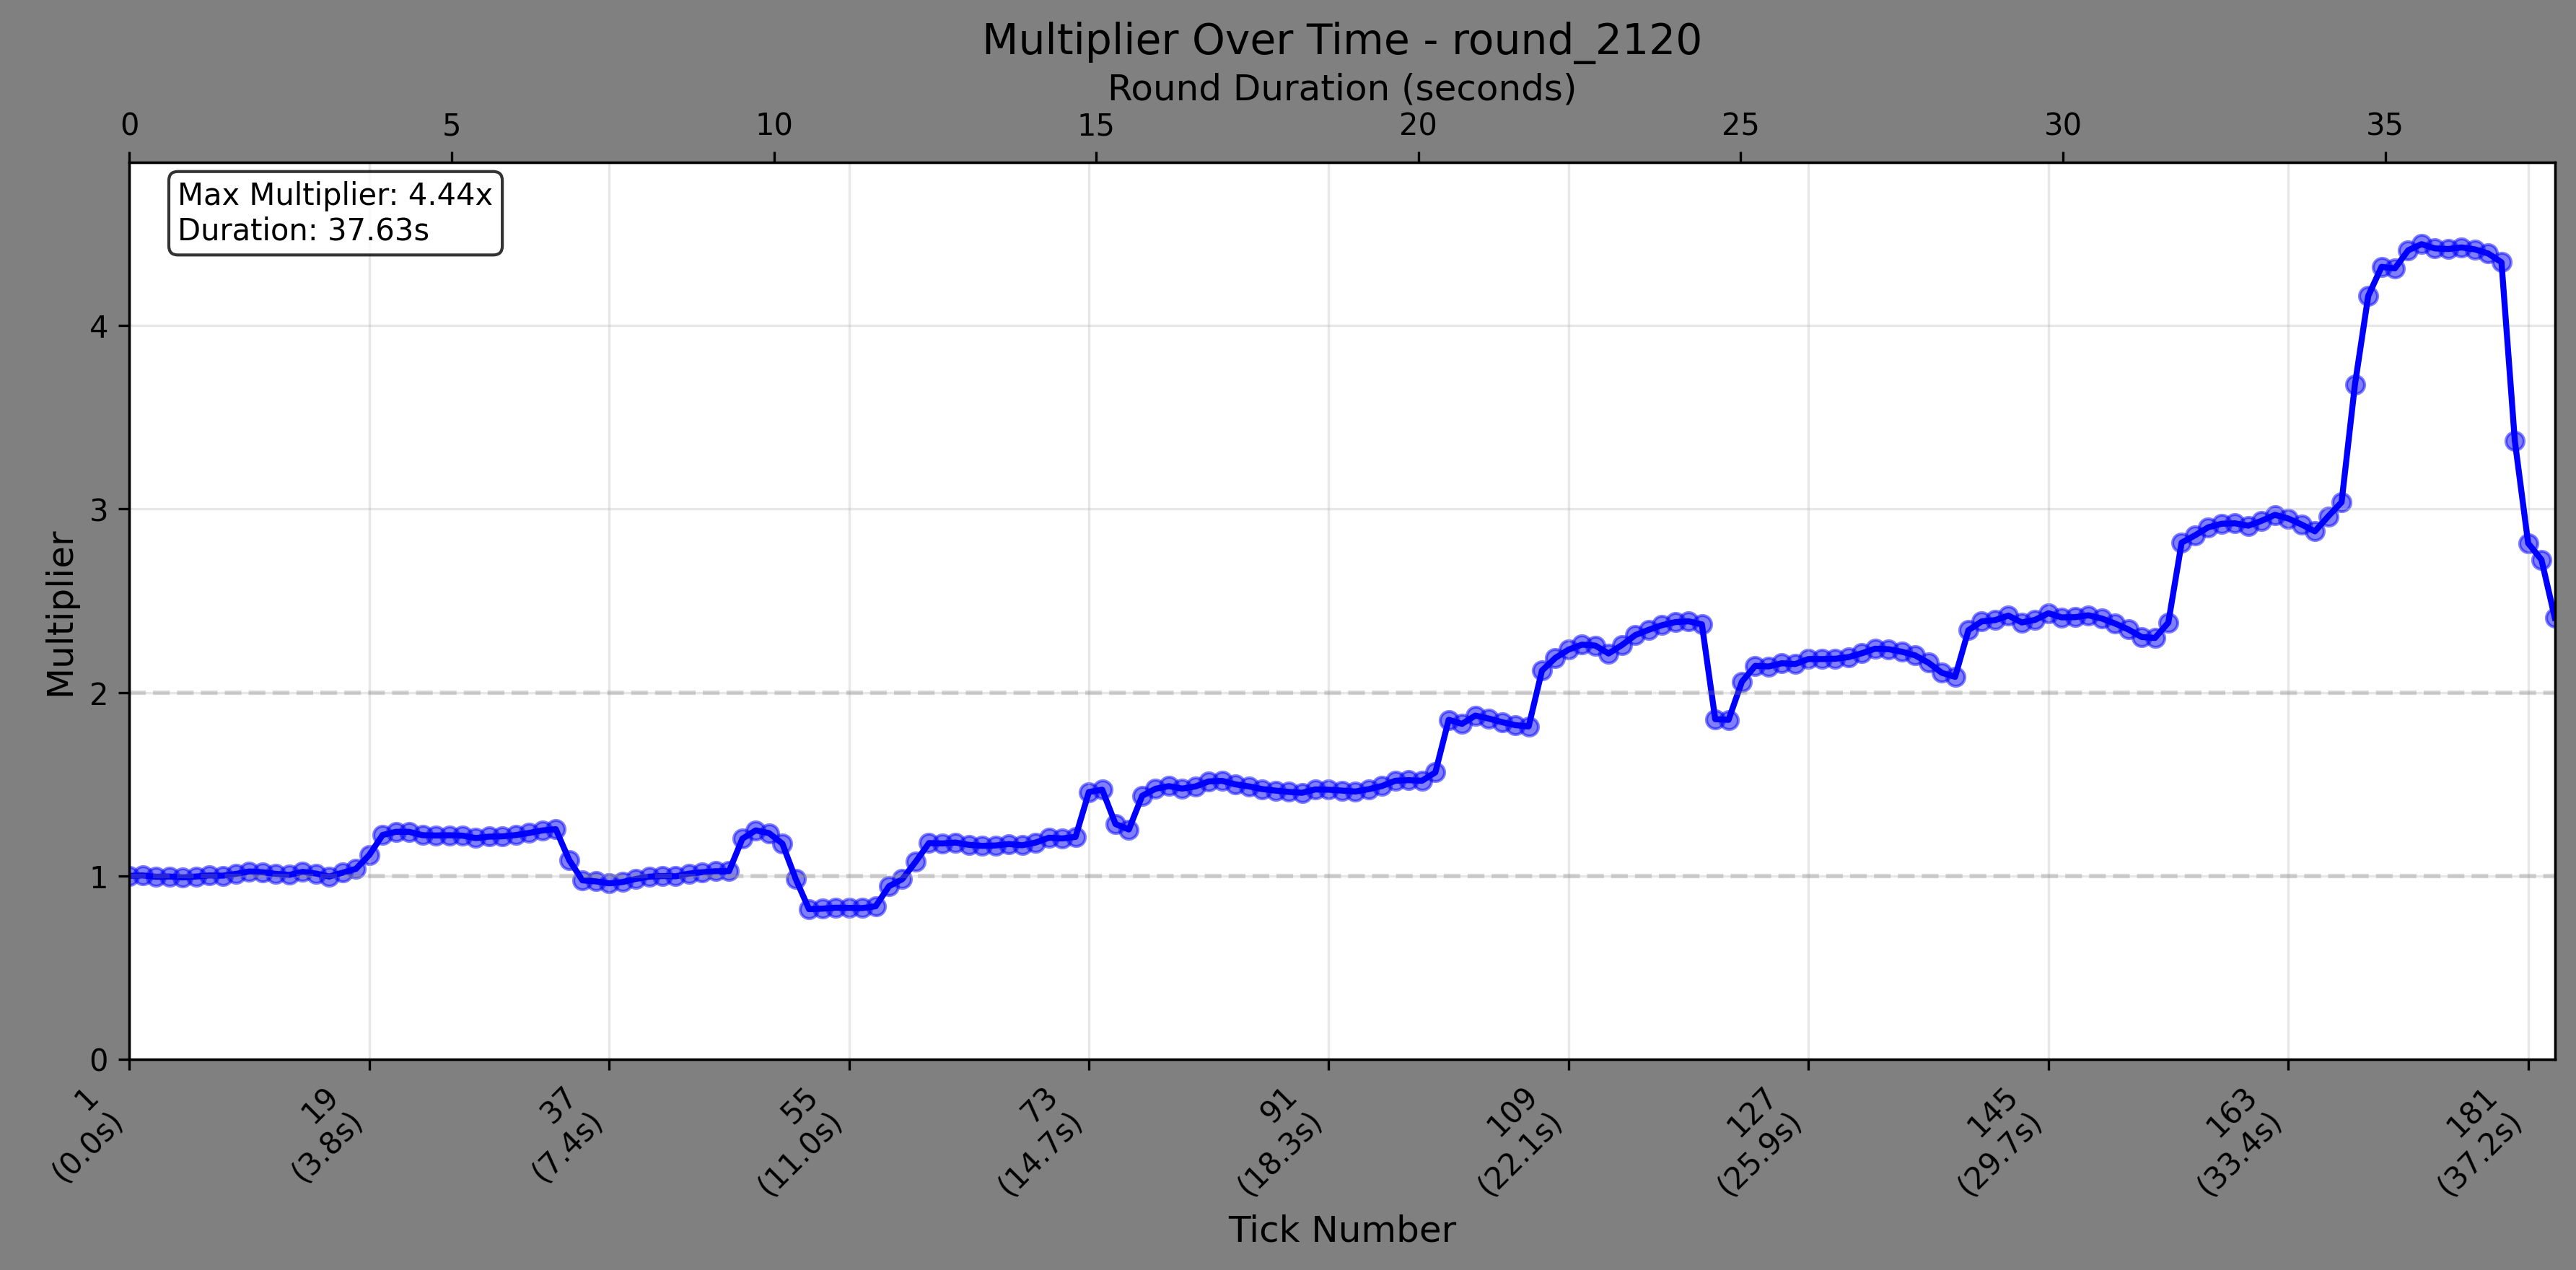 Multiplier Over Time - round_2120
Round Duration (seconds)
0 5 10 15 20 25 30 35
Max Multiplier: 4.44x
Duration: 37.63s
Multiplier
4
3
2
1
0
1
(0.0s)
19
(3.8s)
37
(7.4s)
55
(11.0s)
73
(14.7s)
91
(18.3s)
109
(22.1s)
127
(25.9s)
145
(29.7s)
163
(33.4s)
181
(37.2s)
Tick Number